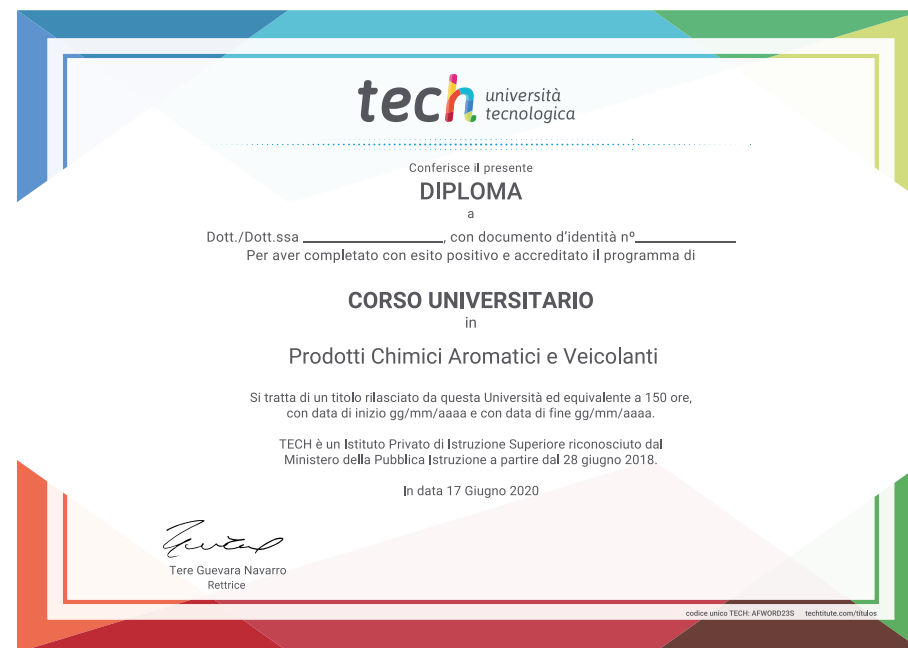 tech università
tecnologica
Conferisce il presente
DIPLOMA
a
Dott./Dott.ssa ____________________, con documento d'identità nº______________
Per aver completato con esito positivo e accreditato il programma di
CORSO UNIVERSITARIO
in
Prodotti Chimici Aromatici e Veicolanti
Si tratta di un titolo rilasciato da questa Università ed equivalente a 150 ore,
con data di inizio gg/mm/aaaa e con data di fine gg/mm/aaaa.
TECH è un Istituto Privato di Istruzione Superiore riconosciuto dal
Ministero della Pubblica Istruzione a partire dal 28 giugno 2018.
In data 17 Giugno 2020
Tere Guevara Navarro
Rettrice
codice unico TECH: AFWORD23S techtitute.com/títulos